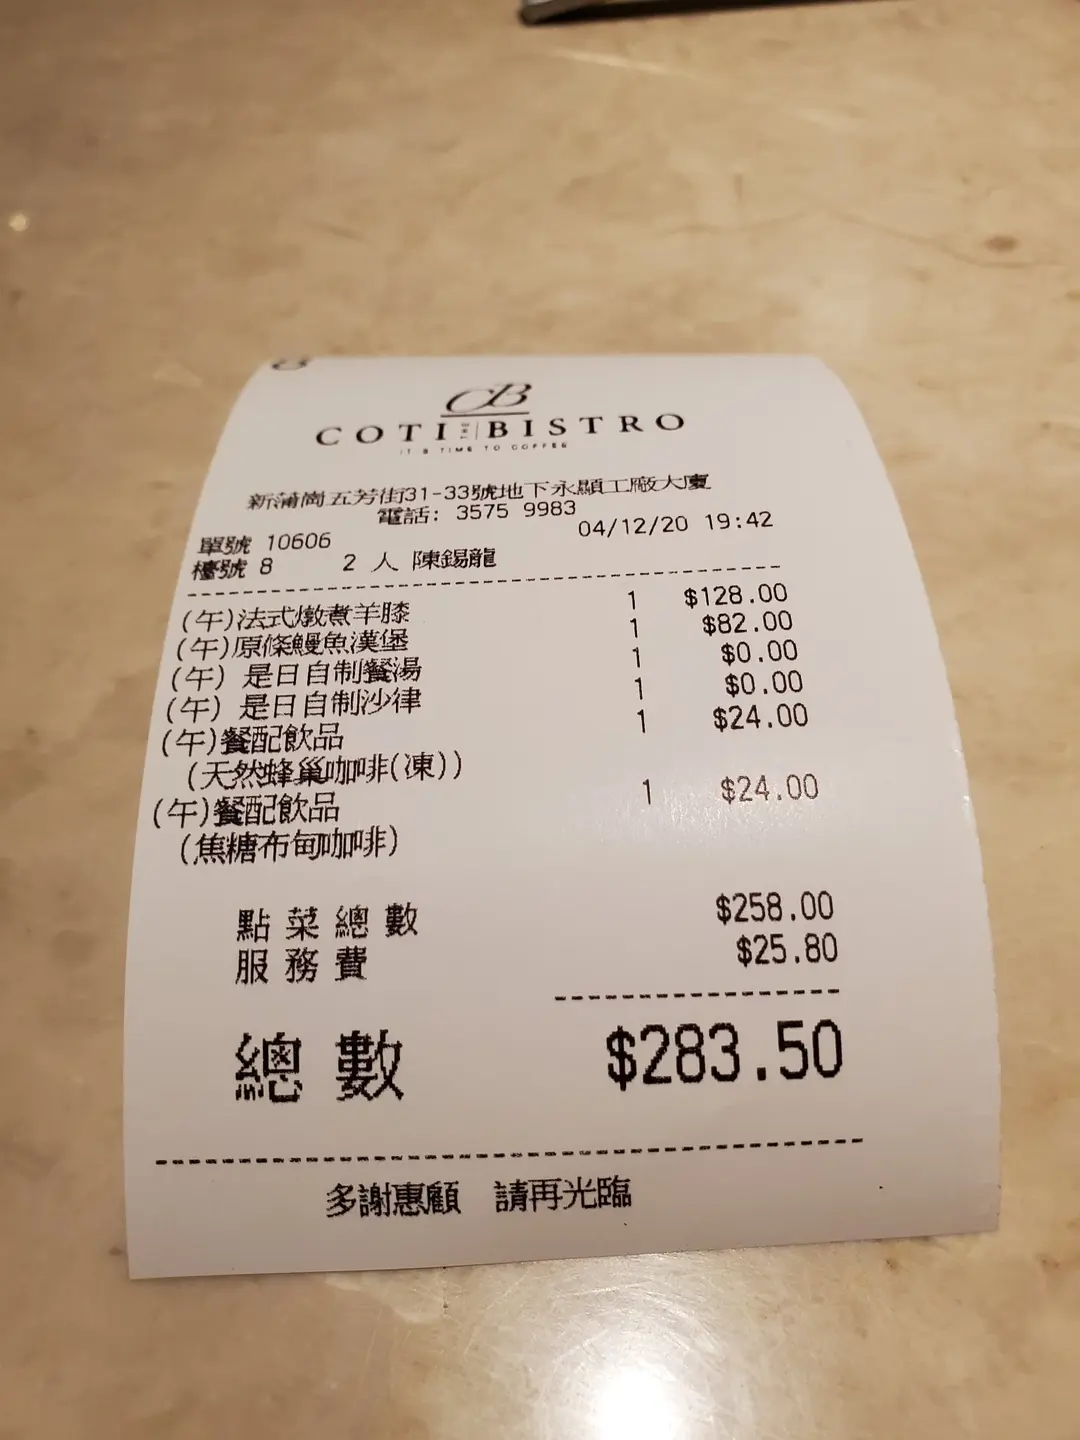 CB
COTI THE BISTRO
IT'S TIME TO COFFEE
新蒲崗五芳街31-33號地下永顯工廠大廈
電話: 3575 9983
單號 10606 04/12/20 19:42
檯號 8 2 人 陳錫龍
(午)法式燉煮羊膝 1 $128.00
(午)原條鰻魚漢堡 1 $82.00
(午) 是日自制餐湯 1 $0.00
(午) 是日自制沙律 1 $0.00
(午)餐配飲品 1 $24.00
(天然蜂巢咖啡(凍))
(午)餐配飲品 1 $24.00
(焦糖布甸咖啡)
點菜總數 $258.00
服務費 $25.80
總數 $283.50
多謝惠顧 請再光臨